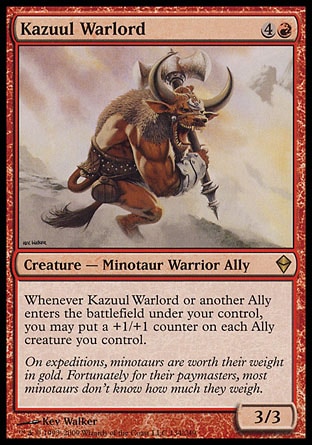 Kazuul Warlord 4
KEV WALKER
Creature — Minotaur Warrior Ally
Whenever Kazuul Warlord or another Ally
enters the battlefield under your control,
you may put a +1/+1 counter on each Ally
creature you control.
On expeditions, minotaurs are worth their weight
in gold. Fortunately for their paymasters, most
minotaurs don't know how much they weigh.
Kev Walker
3/3